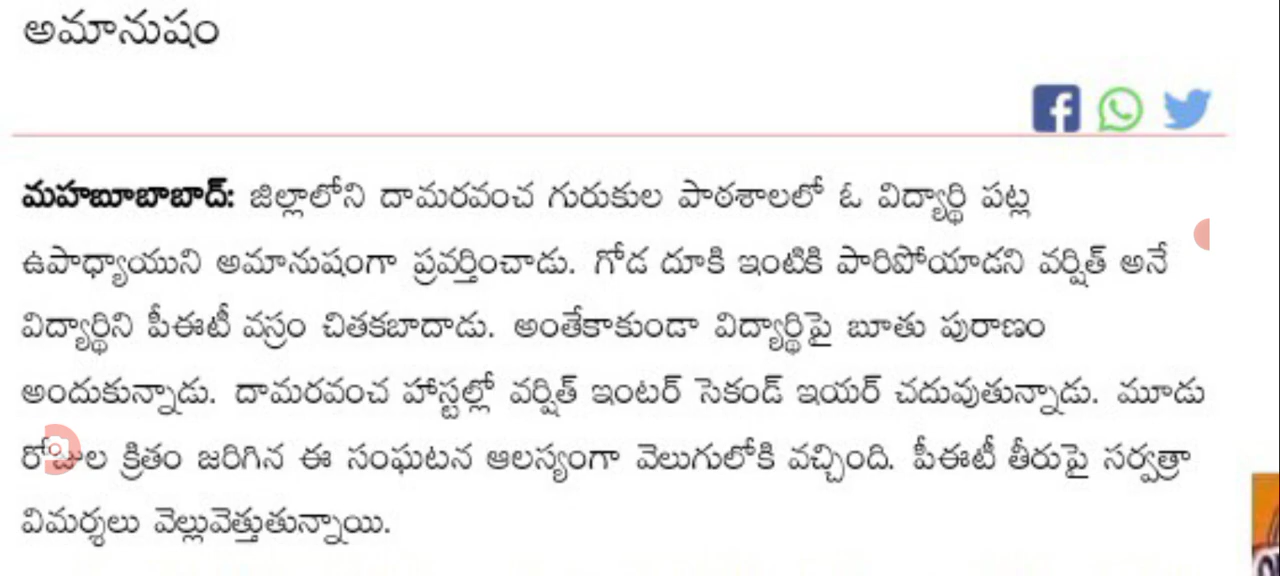 అమానుషం
మహబూబాబాద్: జిల్లాలోని దామరవంచ గురుకుల పాఠశాలలో ఓ విద్యార్థి పట్ల
ఉపాధ్యాయుని అమానుషంగా ప్రవర్తించాడు. గోడ దూకి ఇంటికి పారిపోయాడని వర్షిత్ అనే
విద్యార్థిని పీఈటీ వస్రం చితకబాదాడు. అంతేకాకుండా విద్యార్థిపై బూతు పురాణం
అందుకున్నాడు. దామరవంచ హాస్టల్లో వర్షిత్ ఇంటర్ సెకండ్ ఇయర్ చదువుతున్నాడు. మూడు
రోజుల క్రితం జరిగిన ఈ సంఘటన ఆలస్యంగా వెలుగులోకి వచ్చింది. పీఈటీ తీరుపై సర్వత్రా
విమర్శలు వెల్లువెత్తుతున్నాయి.